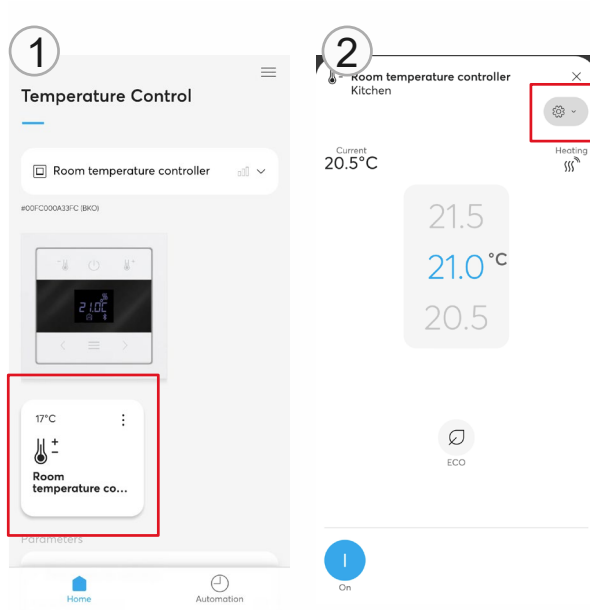 1
Temperature Control
Room temperature controller
#00FC000A33FC (BKO)
21.0°C
17°C
+
-
Room
temperature co...
Parameters
Home
Automation
2
Room temperature controller
Kitchen
Current
20.5°C
Heating
21.5
21.0 °C
20.5
ECO
On